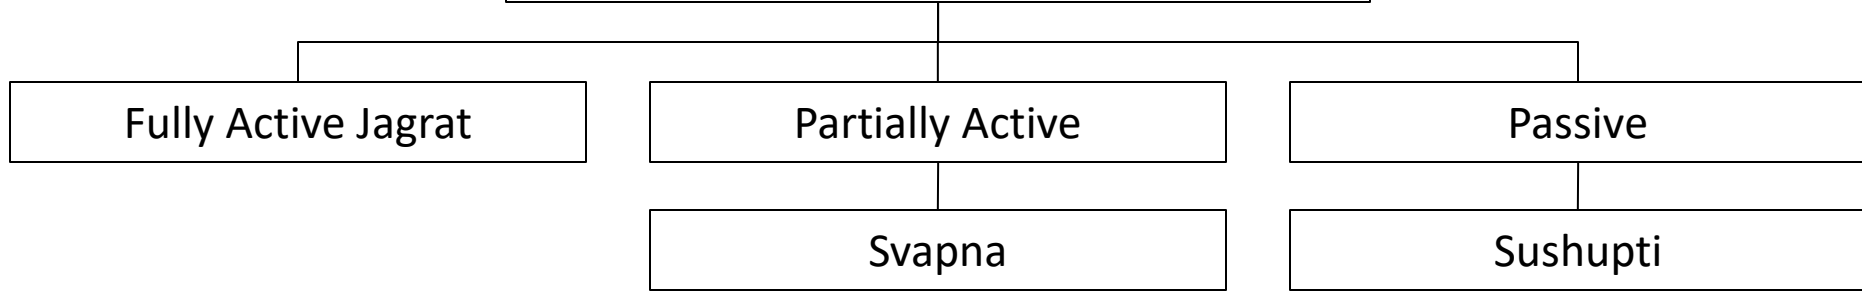 Fully Active Jagrat
Partially Active
Passive
Svapna
Sushupti